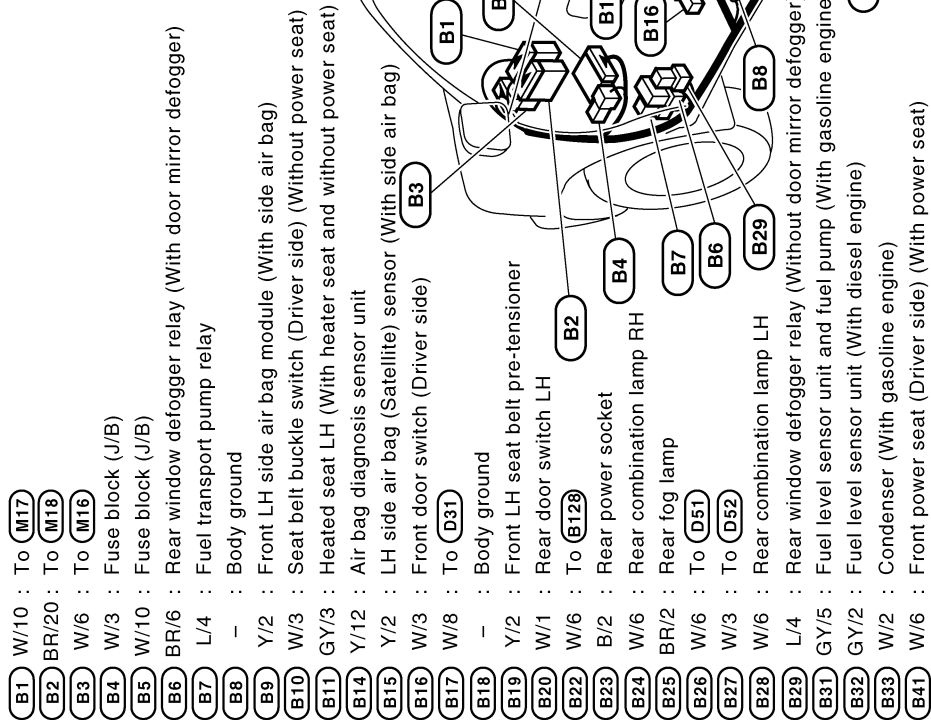 B1 W/10 : To M17
B2 BR/20 : To M18
B3 W/6 : To M16
B4 W/3 : Fuse block (J/B)
B5 W/10 : Fuse block (J/B)
B6 BR/6 : Rear window defogger relay (With door mirror defogger)
B7 L/4 : Fuel transport pump relay
B8 – : Body ground
B9 Y/2 : Front LH side air bag module (With side air bag)
B10 W/3 : Seat belt buckle switch (Driver side) (Without power seat)
B11 GY/3 : Heated seat LH (With heater seat and without power seat)
B14 Y/12 : Air bag diagnosis sensor unit
B15 Y/2 : LH side air bag (Satellite) sensor (With side air bag)
B16 W/3 : Front door switch (Driver side)
B17 W/8 : To D31
B18 – : Body ground
B19 Y/2 : Front LH seat belt pre-tensioner
B20 W/1 : Rear door switch LH
B22 W/6 : To B128
B23 B/2 : Rear power socket
B24 W/6 : Rear combination lamp RH
B25 BR/2 : Rear fog lamp
B26 W/6 : To D51
B27 W/3 : To D52
B28 W/6 : Rear combination lamp LH
B29 L/4 : Rear window defogger relay (Without door mirror defogger)
B31 GY/5 : Fuel level sensor unit and fuel pump (With gasoline engine
B32 GY/2 : Fuel level sensor unit (With diesel engine)
B33 W/2 : Condenser (With gasoline engine)
B41 W/6 : Front power seat (Driver side) (With power seat)
B3
B1
B2
B4
B16
B7
B6
B29
B8